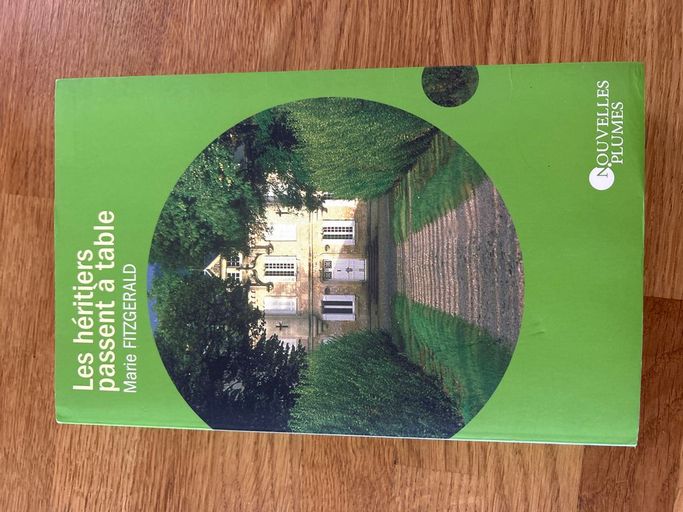 Les héritiers
passent à table
Marie FITZGERALD
NOUVELLES
PLUMES